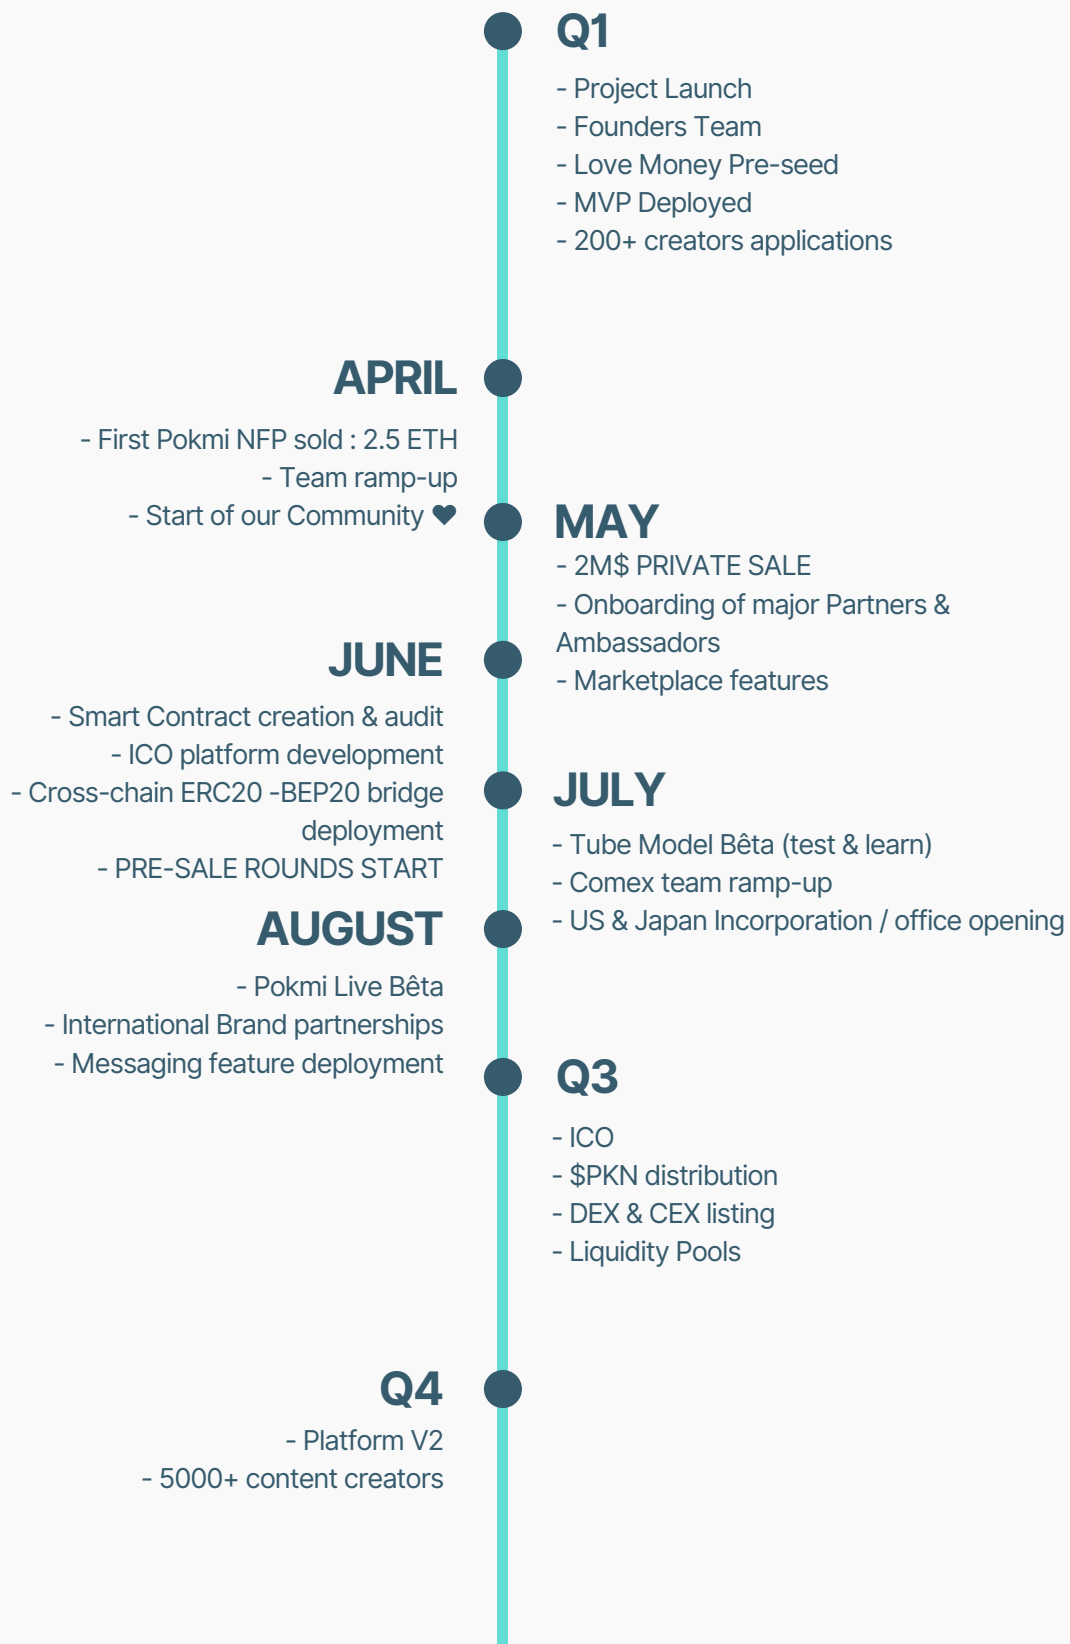 Q1
- Project Launch
- Founders Team
- Love Money Pre-seed
- MVP Deployed
- 200+ creators applications
APRIL
- First Pokmi NFP sold : 2.5 ETH
- Team ramp-up
- Start of our Community ♥
MAY
- 2M$ PRIVATE SALE
- Onboarding of major Partners &
Ambassadors
- Marketplace features
JUNE
- Smart Contract creation & audit
- ICO platform development
- Cross-chain ERC20 -BEP20 bridge
deployment
- PRE-SALE ROUNDS START
JULY
- Tube Model Bêta (test & learn)
- Comex team ramp-up
- US & Japan Incorporation / office opening
AUGUST
- Pokmi Live Bêta
- International Brand partnerships
- Messaging feature deployment
Q3
- ICO
- $PKN distribution
- DEX & CEX listing
- Liquidity Pools
Q4
- Platform V2
- 5000+ content creators